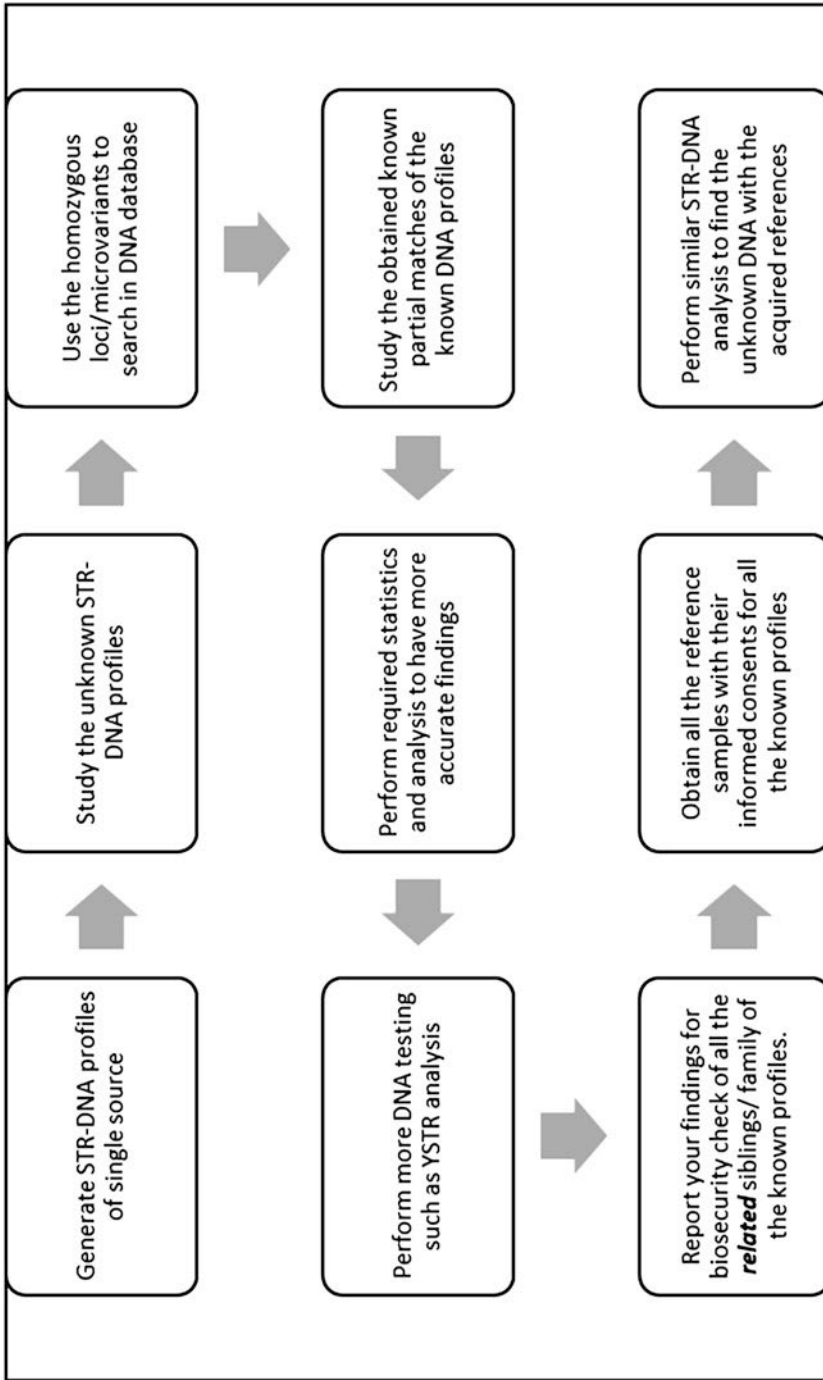 Generate STR-DNA profiles
of single source
Study the unknown STR-
DNA profiles
Use the homozygous
loci/microvariants to
search in DNA database
Study the obtained known
partial matches of the
known DNA profiles
Perform required statistics
and analysis to have more
accurate findings
Perform more DNA testing
such as YSTR analysis
Report your findings for
biosecurity check of all the
related siblings/ family of
the known profiles.
Obtain all the reference
samples with their
informed consents for all
the known profiles
Perform similar STR-DNA
analysis to find the
unknown DNA with the
acquired references